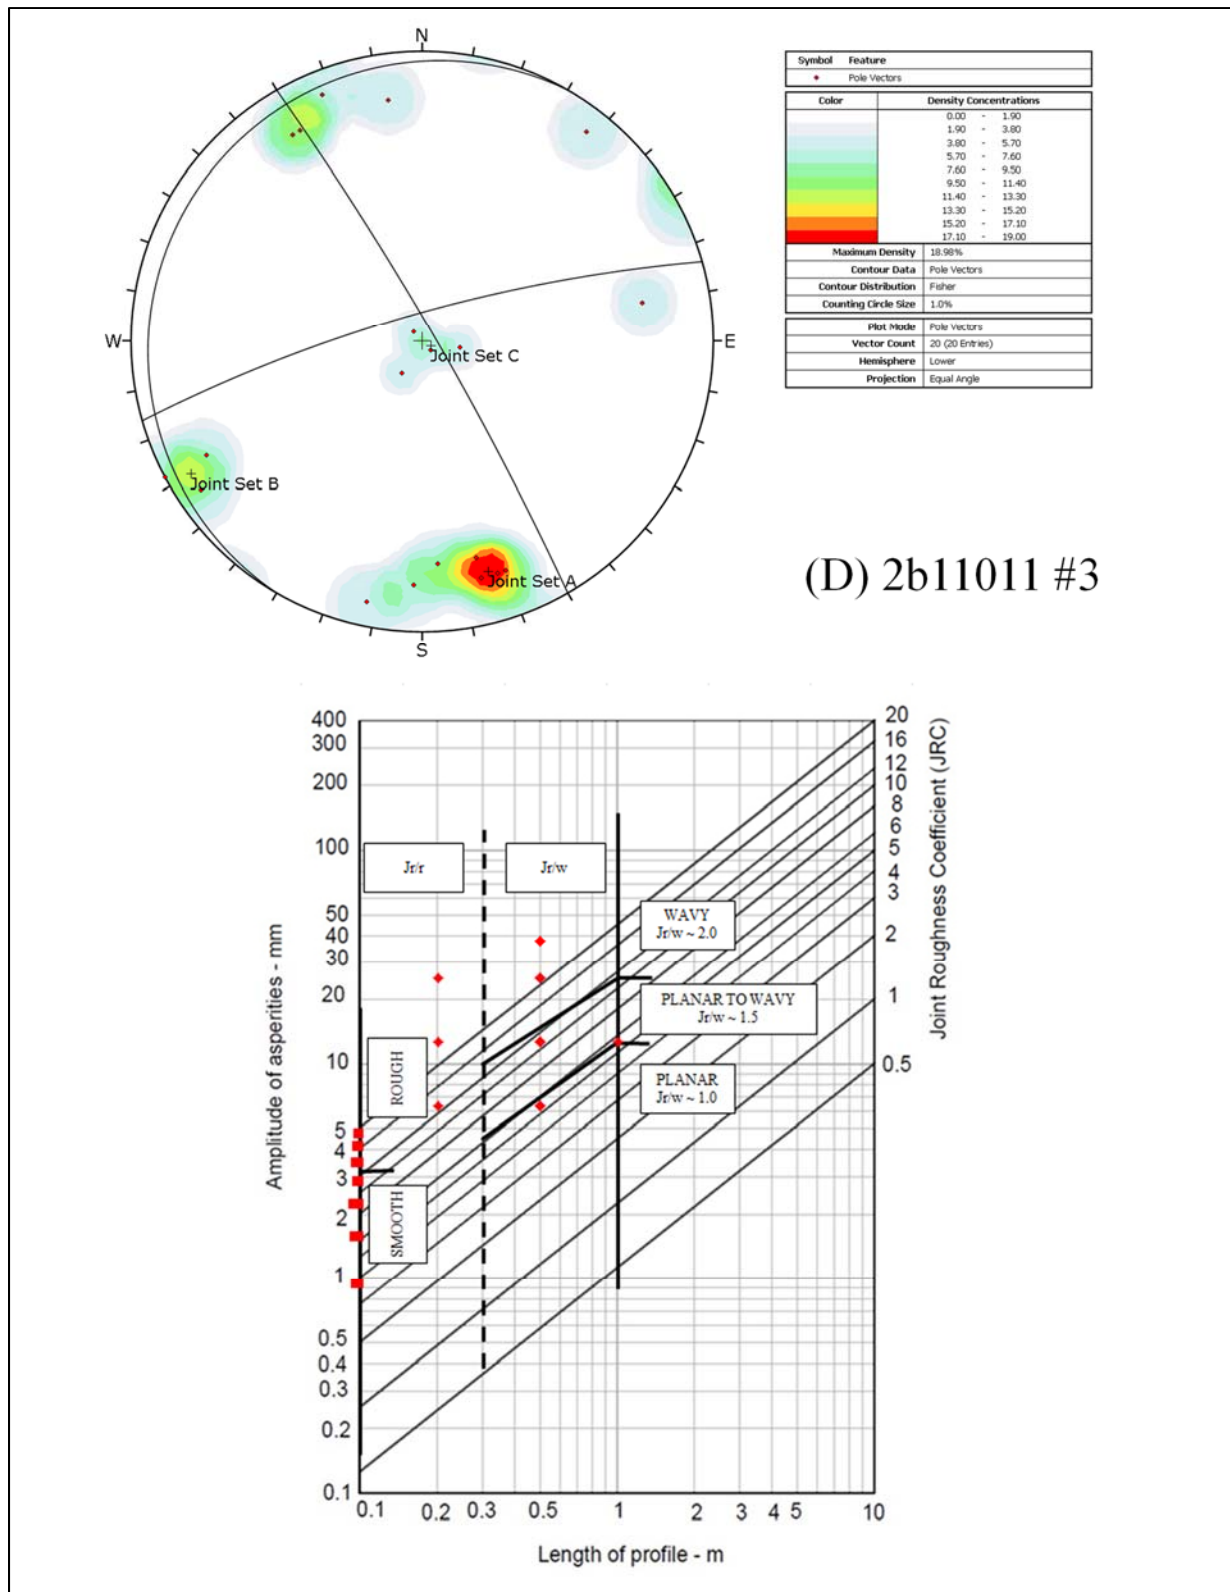 N
W
E
S
Joint Set C
Joint Set B
Joint Set A
Symbol Feature
Pole Vectors
Color Density Concentrations
0.00 - 1.90
1.90 - 3.80
3.80 - 5.70
5.70 - 7.60
7.60 - 9.50
9.50 - 11.40
11.40 - 13.30
13.30 - 15.20
15.20 - 17.10
17.10 - 19.00
Maximum Density 18.98%
Contour Data Pole Vectors
Contour Distribution Fisher
Counting Circle Size 1.0%
Plot Mode Pole Vectors
Vector Count 20 (20 Entries)
Hemisphere Lower
Projection Equal Angle
(D) 2b11011 #3
Amplitude of asperities - mm
400
300
200
100
50
40
30
20
10
5
4
3
2
1
0.5
0.4
0.3
0.2
0.1
Jr/r
Jr/w
ROUGH
SMOOTH
WAVY
Jr/w ~ 2.0
PLANAR TO WAVY
Jr/w ~ 1.5
PLANAR
Jr/w ~ 1.0
20
16
12
10
8
6
5
4
3
2
1
0.5
Joint Roughness Coefficient (JRC)
0.1 0.2 0.3 0.5 1 2 3 4 5 10
Length of profile - m